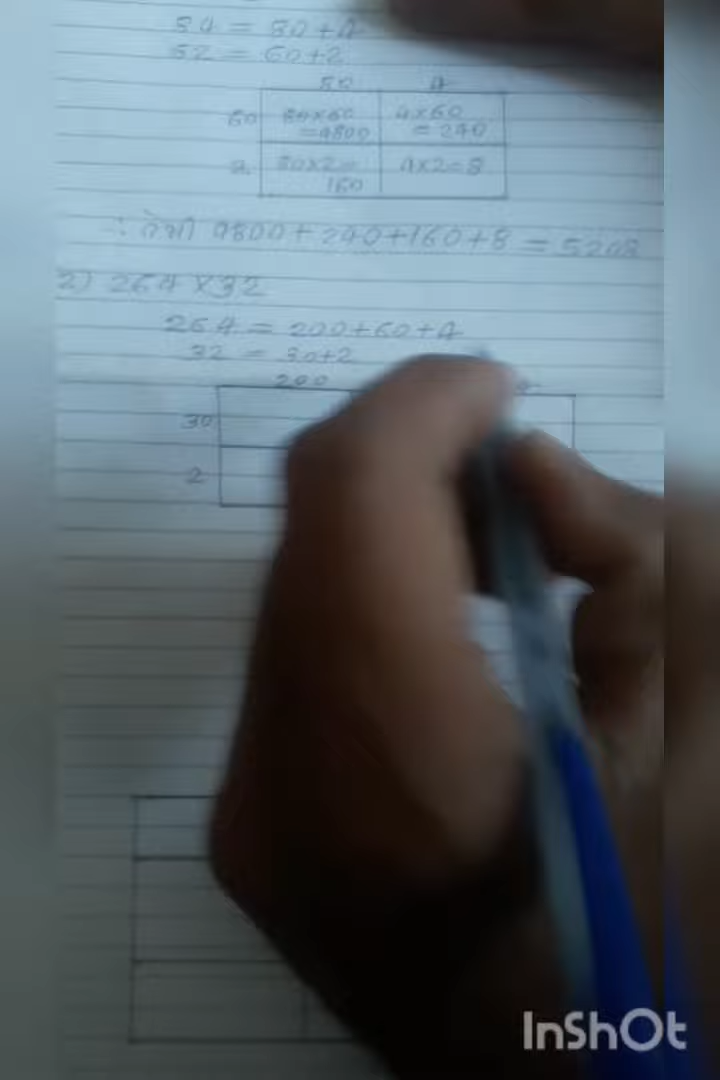 84 = 80+4
62 = 60+2
80 4
60 80×60 =4800 4×60 = 240
2 80×2= 160 4×2=8
∴ તેથી 4800+240+160+8 = 5208
2) 264 ×32
264 = 200+60+4
32 = 30+2
200
30
2
InShOt